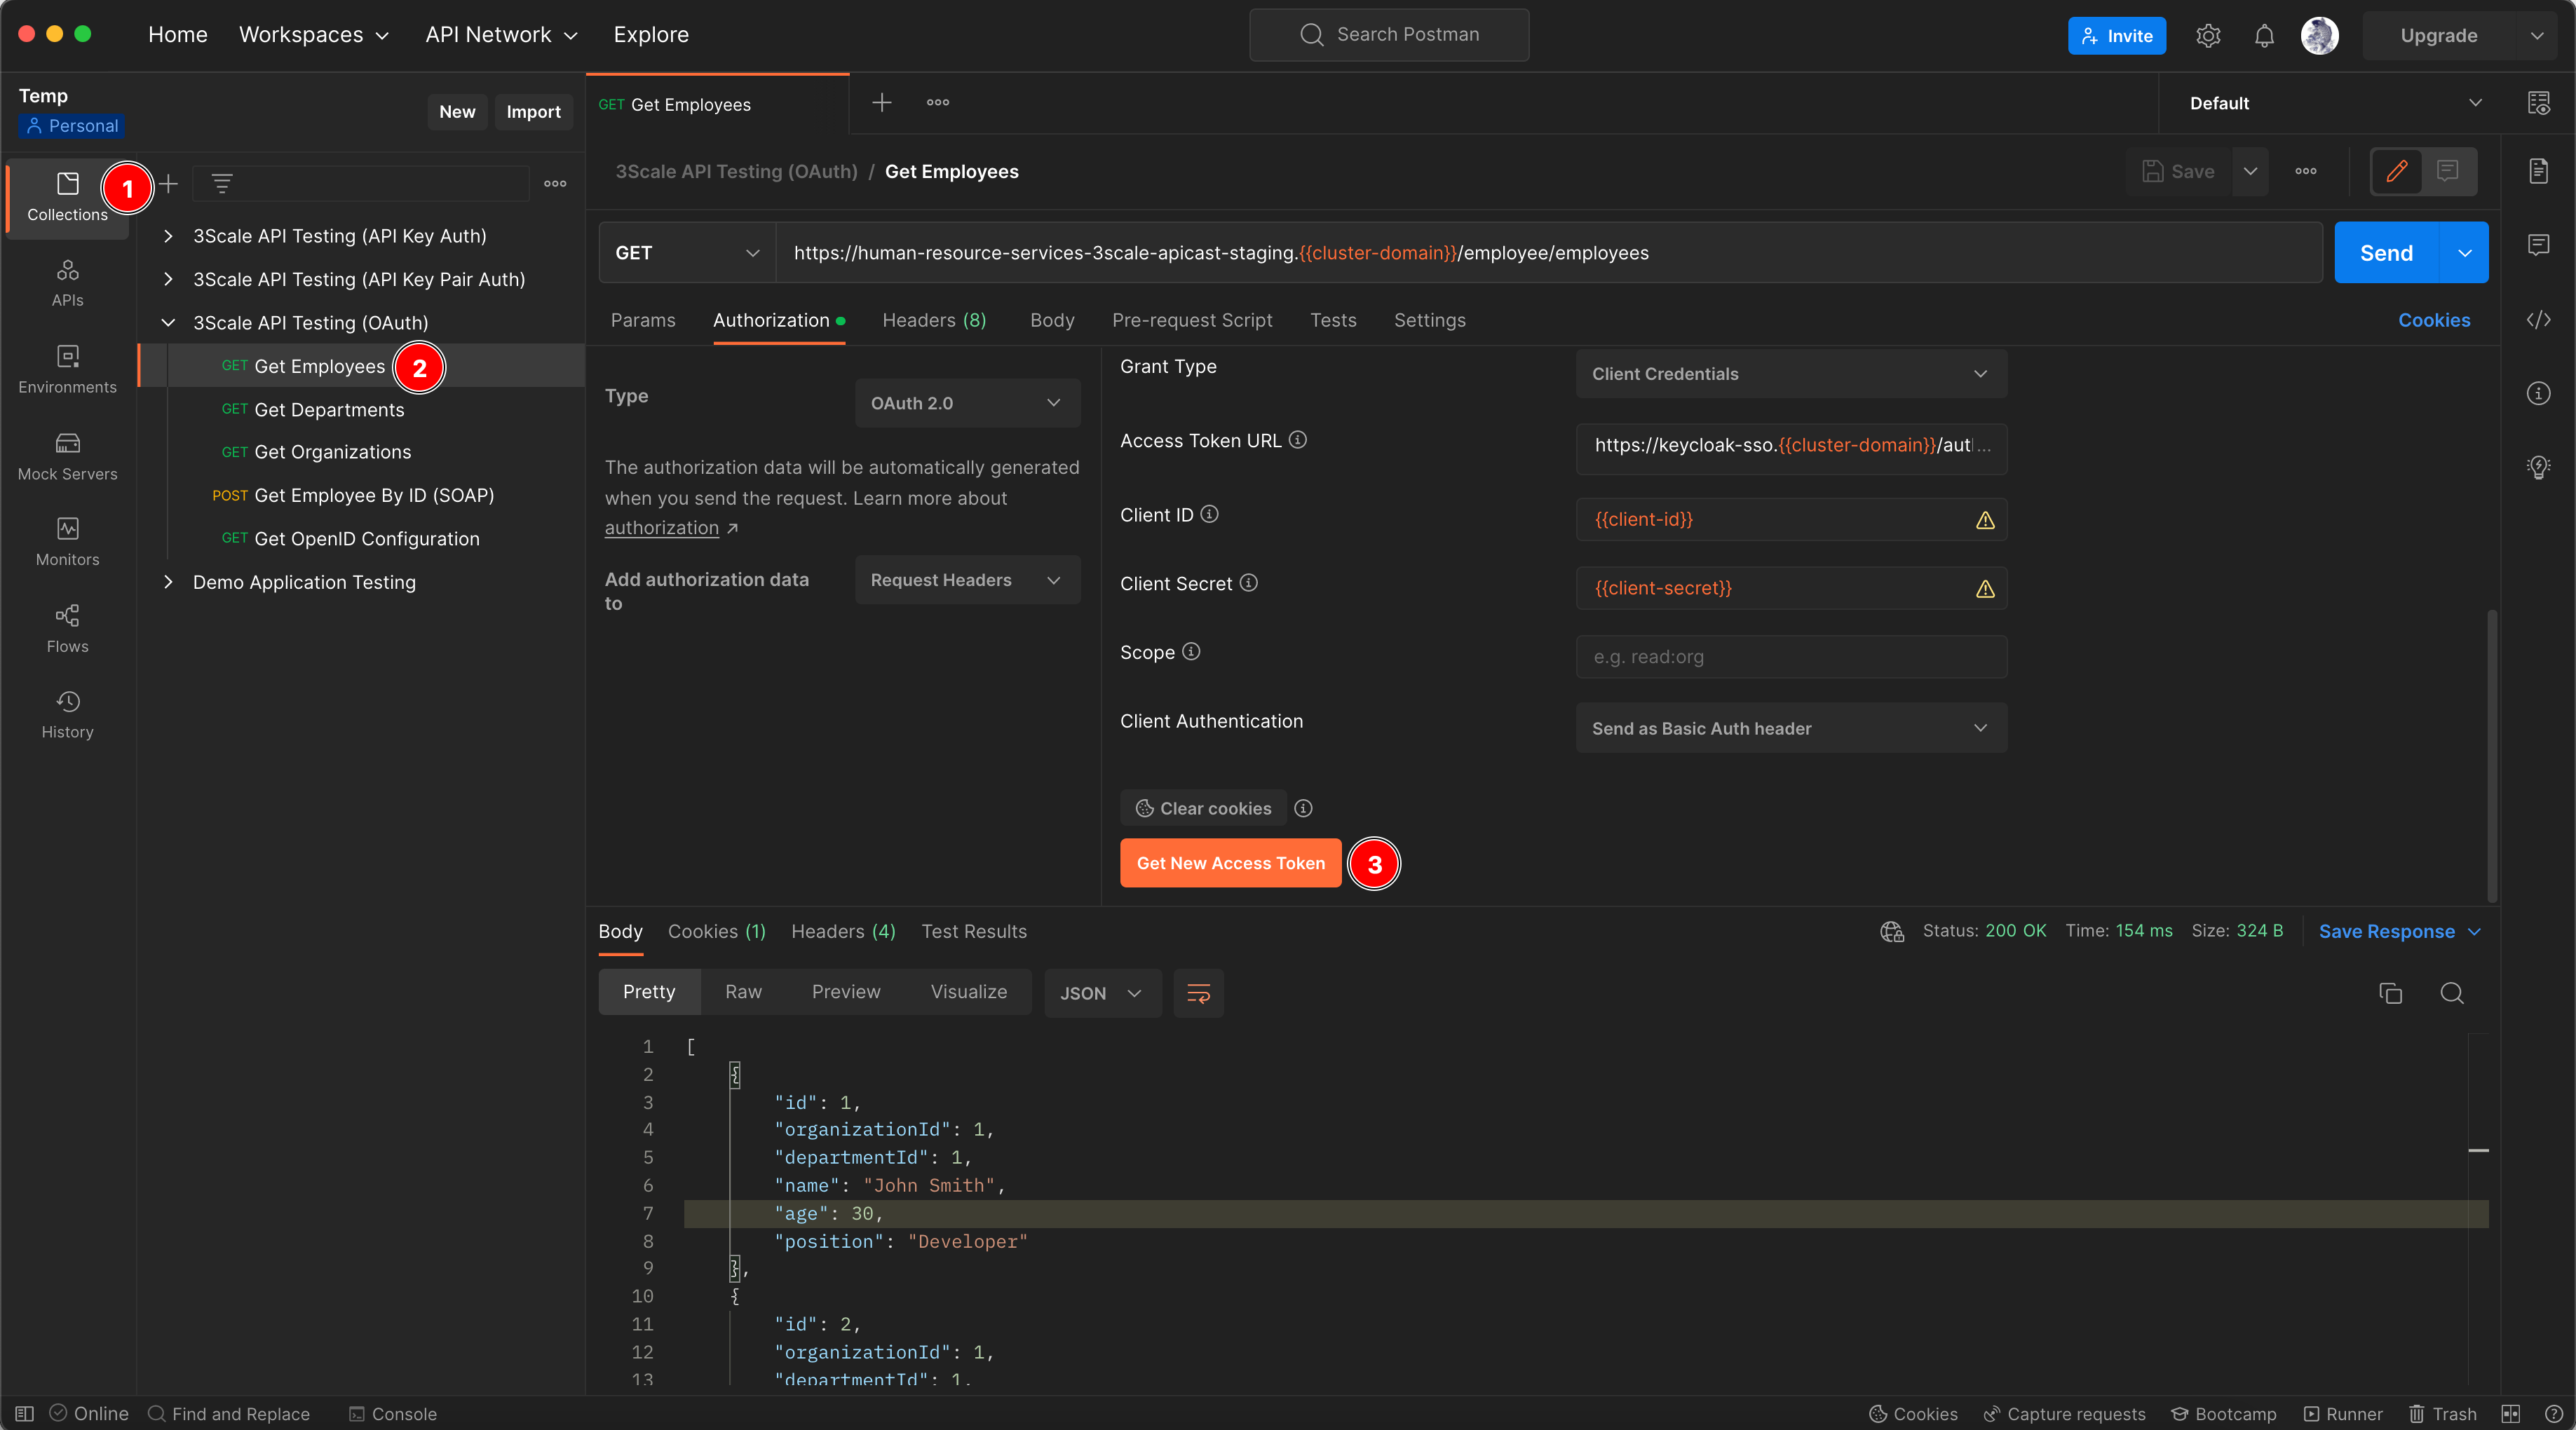 Home Workspaces API Network Explore Search Postman Invite Upgrade
Temp
Personal
New Import
GET Get Employees
Default
Collections
1
APIs
Environments
Mock Servers
Monitors
Flows
History
3Scale API Testing (API Key Auth)
3Scale API Testing (API Key Pair Auth)
3Scale API Testing (OAuth)
GET Get Employees 2
GET Get Departments
GET Get Organizations
POST Get Employee By ID (SOAP)
GET Get OpenID Configuration
Demo Application Testing
3Scale API Testing (OAuth) / Get Employees
Save
GET https://human-resource-services-3scale-apicast-staging.{{cluster-domain}}/employee/employees Send
Params Authorization Headers (8) Body Pre-request Script Tests Settings Cookies
Type OAuth 2.0
The authorization data will be automatically generated
when you send the request. Learn more about
authorization ↗
Add authorization data
to
Request Headers
Grant Type Client Credentials
Access Token URL https://keycloak-sso.{{cluster-domain}}/aut...
Client ID {{client-id}}
Client Secret {{client-secret}}
Scope e.g. read:org
Client Authentication Send as Basic Auth header
Clear cookies
Get New Access Token 3
Body Cookies (1) Headers (4) Test Results Status: 200 OK Time: 154 ms Size: 324 B Save Response
Pretty Raw Preview Visualize JSON
1 [
2 {
3 "id": 1,
4 "organizationId": 1,
5 "departmentId": 1,
6 "name": "John Smith",
7 "age": 30,
8 "position": "Developer"
9 },
10 {
11 "id": 2,
12 "organizationId": 1,
13 "departmentId": 1,
Online Find and Replace Console Cookies Capture requests Bootcamp Runner Trash